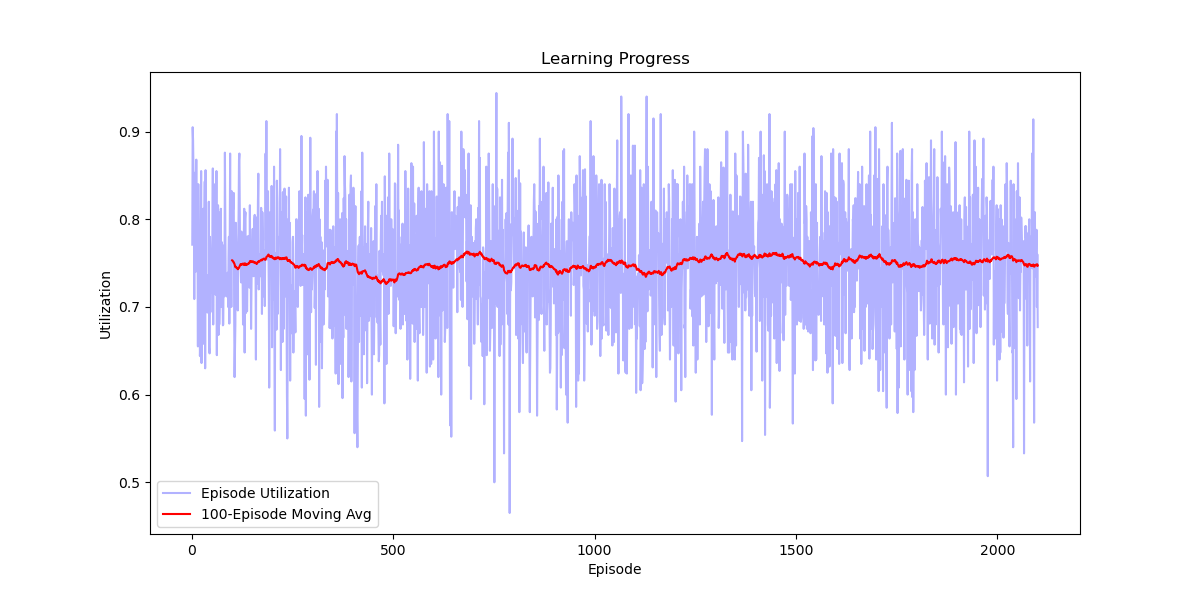 Learning Progress
Utilization
0.9
0.8
0.7
0.6
0.5
Episode Utilization
100-Episode Moving Avg
0
500
1000
1500
2000
Episode